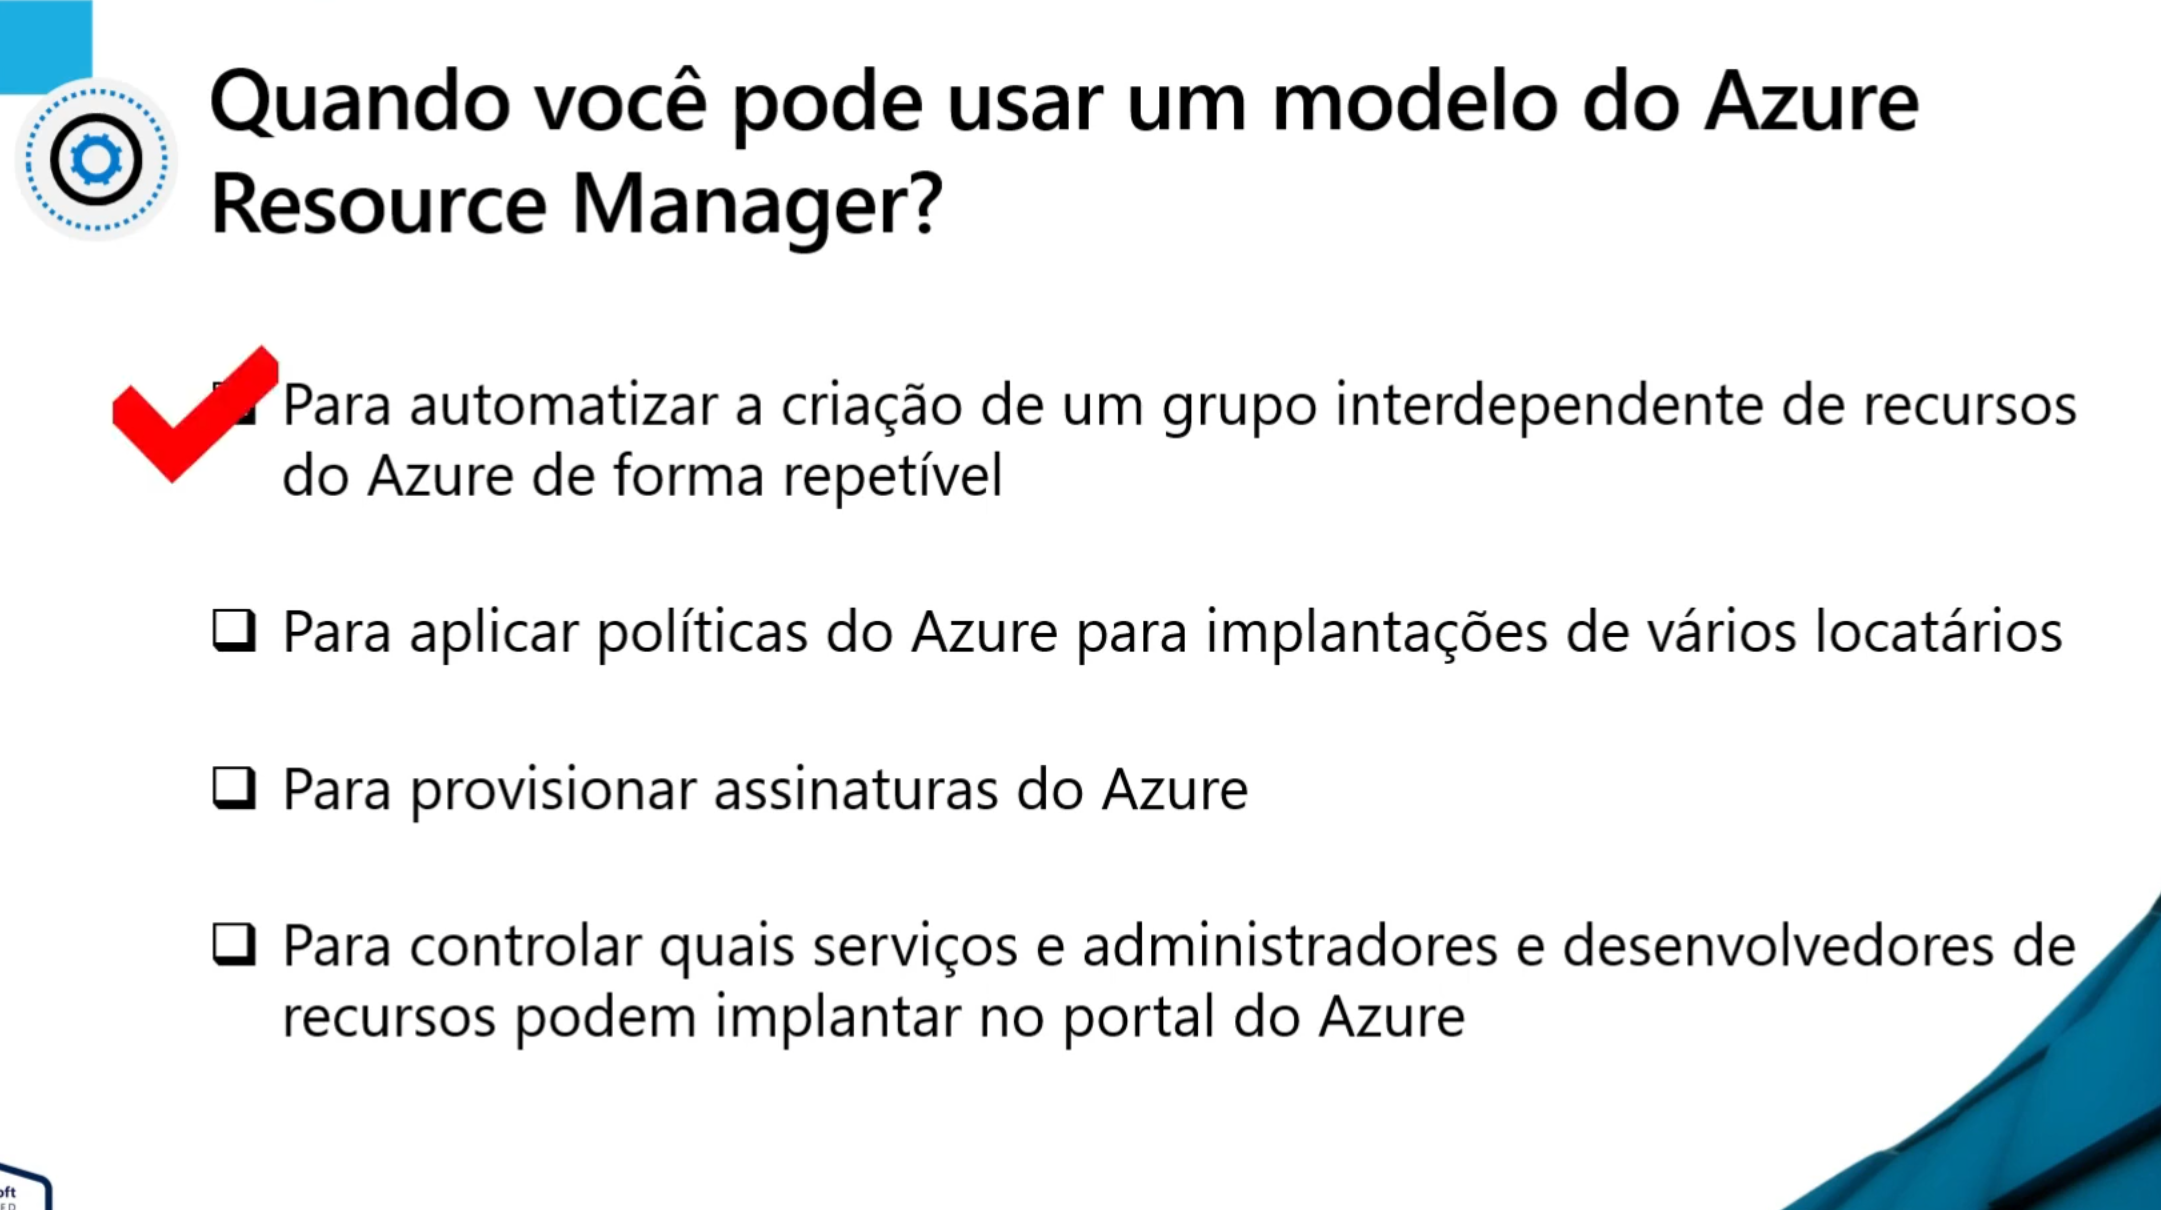 Quando você pode usar um modelo do Azure
Resource Manager?
Para automatizar a criação de um grupo interdependente de recursos
do Azure de forma repetível
Para aplicar políticas do Azure para implantações de vários locatários
Para provisionar assinaturas do Azure
Para controlar quais serviços e administradores e desenvolvedores de
recursos podem implantar no portal do Azure